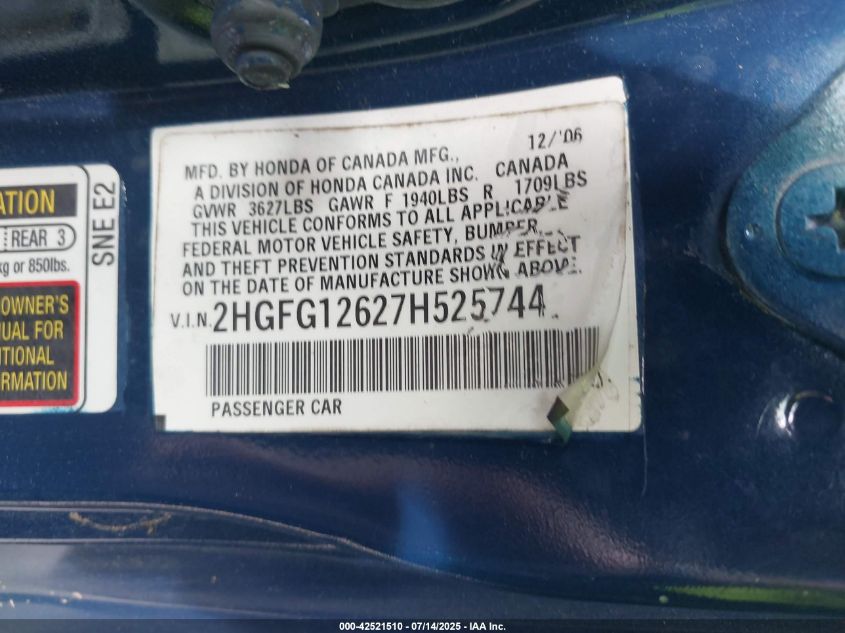 12/'06
MFD. BY HONDA OF CANADA MFG.,
A DIVISION OF HONDA CANADA INC. CANADA
GVWR 3627LBS GAWR F 1940LBS R 1709LBS
THIS VEHICLE CONFORMS TO ALL APPLICABLE
FEDERAL MOTOR VEHICLE SAFETY, BUMPER,
AND THEFT PREVENTION STANDARDS IN EFFECT
ON THE DATE OF MANUFACTURE SHOWN ABOVE.
V.I.N. 2HGFG12627H525744
PASSENGER CAR
ATION
REAR 3
kg or 850lbs.
OWNER'S
UAL FOR
ITIONAL
RMATION
SNE E2
000-42521510 - 07/14/2025 - IAA Inc.